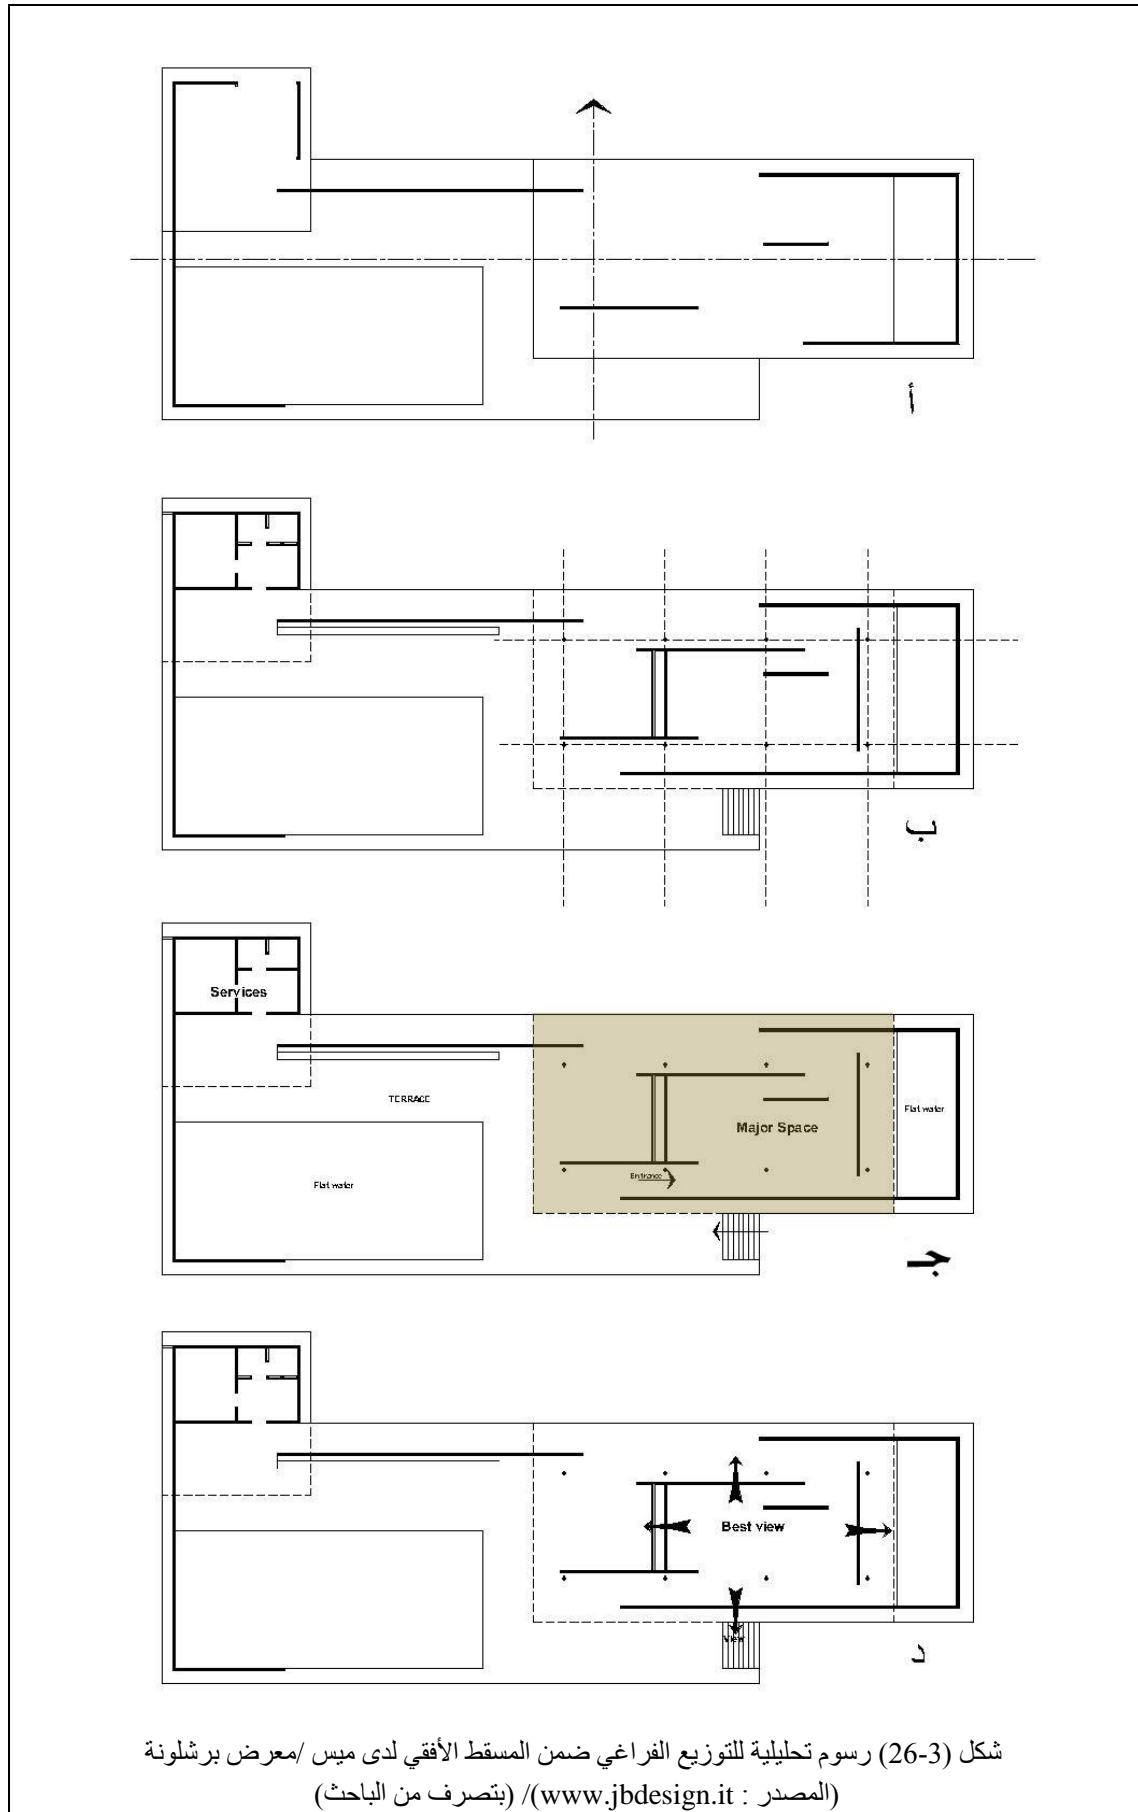 أ
ب
Services
TERRACE
Major Space
Flat water
Flat water
Entrance
جـ
Best view
View
د
شكل (3-26) رسوم تحليلية للتوزيع الفراغي ضمن المسقط الأفقي لدى ميس /معرض برشلونة
(المصدر : www.jbdesign.it)/ (بتصرف من الباحث)